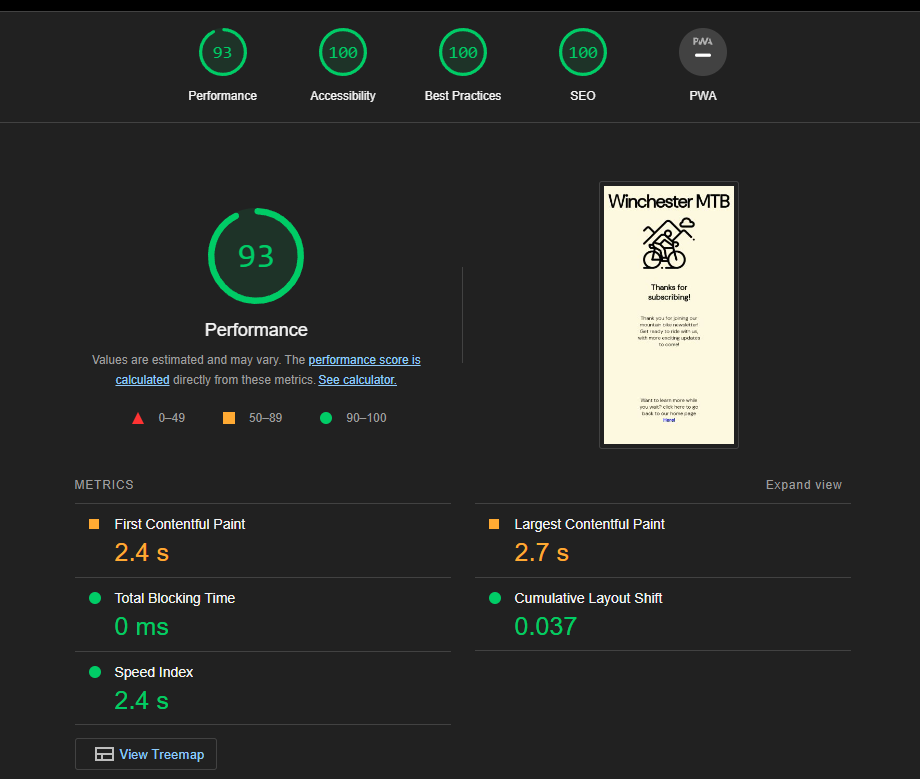 93
100
100
100
PWA
Performance
Accessibility
Best Practices
SEO
PWA
93
Performance
Values are estimated and may vary. The performance score is
calculated directly from these metrics. See calculator.
0–49
50–89
90–100
Winchester MTB
Thanks for
subscribing!
Thank you for joining our
mountain bike newsletter!
Get ready to ride with us,
with more exciting updates
to come!
Want to learn more while
you wait? click here to go
back to our home page
Here!
METRICS
Expand view
First Contentful Paint
2.4 s
Largest Contentful Paint
2.7 s
Total Blocking Time
0 ms
Cumulative Layout Shift
0.037
Speed Index
2.4 s
View Treemap